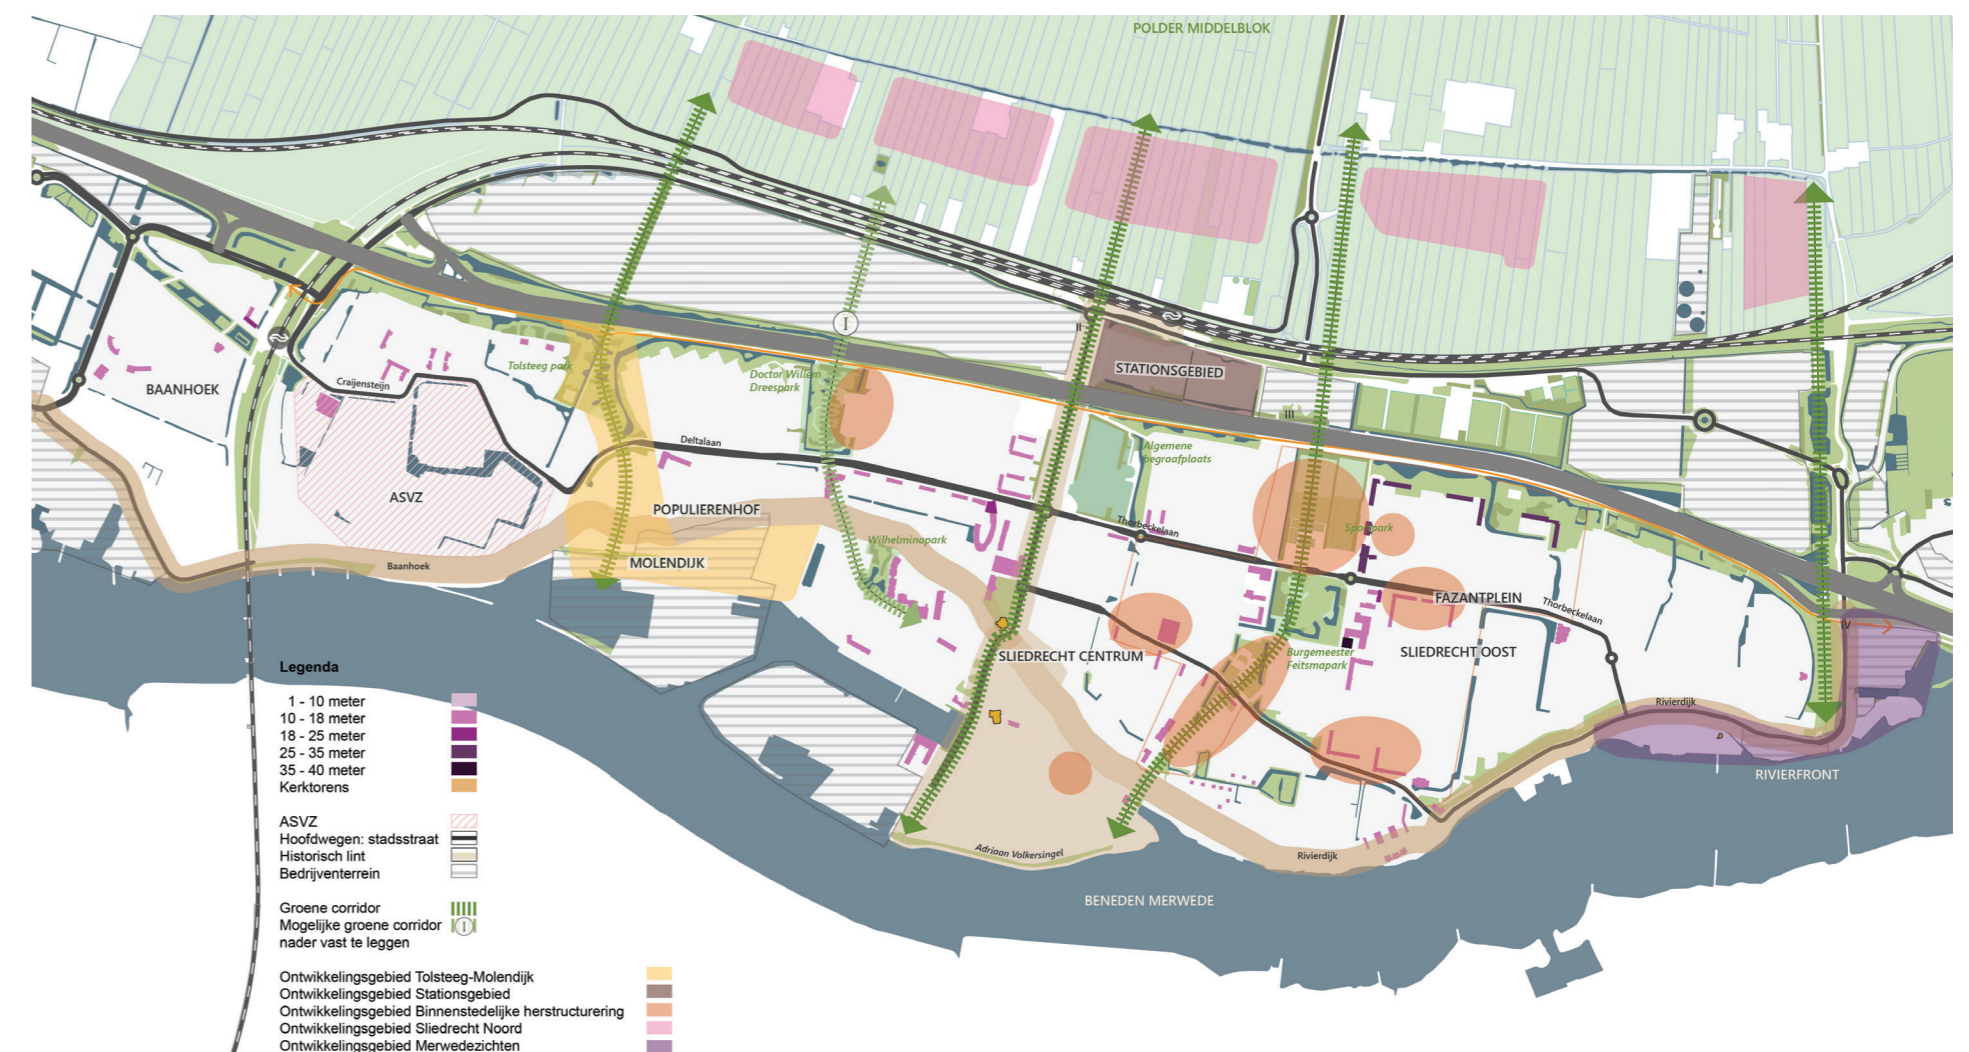 POLDER MIDDELBLOK
I
II
STATIONSGEBIED
III
Tolsteeg park
Doctor Willem
Dreespark
BAANHOEK
Craijensteijn
Deltalaan
Algemene
begraafplaats
ASVZ
POPULIERENHOF
Thorbeckelaan
Sportpark
Wilhelminapark
Baanhoek
MOLENDIJK
FAZANTPLEIN
Thorbeckelaan
IV
SLIEDRECHT CENTRUM
Burgemeester
Feitsmapark
SLIEDRECHT OOST
Rivierdijk
RIVIERFRONT
Adriaan Volkersingel
Rivierdijk
BENEDEN MERWEDE
Legenda
1 - 10 meter
10 - 18 meter
18 - 25 meter
25 - 35 meter
35 - 40 meter
Kerktorens
ASVZ
Hoofdwegen: stadsstraat
Historisch lint
Bedrijventerrein
Groene corridor
Mogelijke groene corridor
nader vast te leggen
I
Ontwikkelingsgebied Tolsteeg-Molendijk
Ontwikkelingsgebied Stationsgebied
Ontwikkelingsgebied Binnenstedelijke herstructurering
Ontwikkelingsgebied Sliedrecht Noord
Ontwikkelingsgebied Merwedezichten